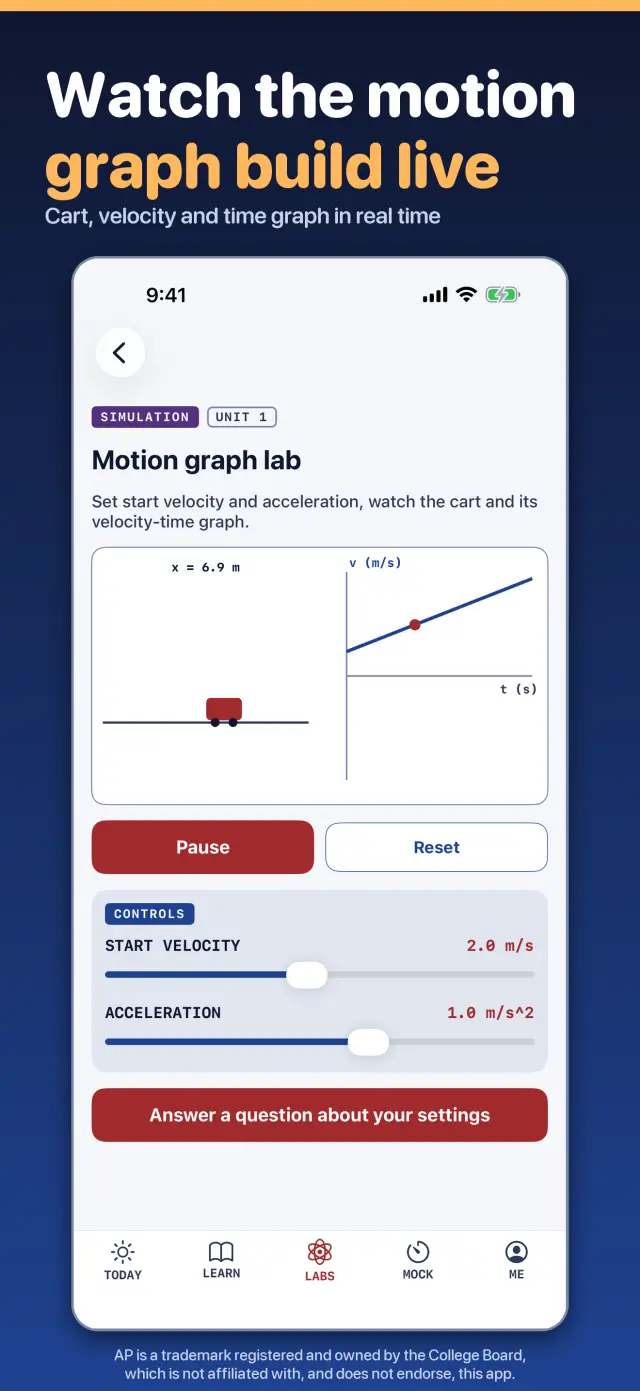 Watch the motion
graph build live
Cart, velocity and time graph in real time
9:41
SIMULATION
UNIT 1
Motion graph lab
Set start velocity and acceleration, watch the cart and its
velocity-time graph.
x = 6.9 m
v (m/s)
t (s)
Pause
Reset
CONTROLS
START VELOCITY
2.0 m/s
ACCELERATION
1.0 m/s^2
Answer a question about your settings
TODAY
LEARN
LABS
MOCK
ME
AP is a trademark registered and owned by the College Board,
which is not affiliated with, and does not endorse, this app.